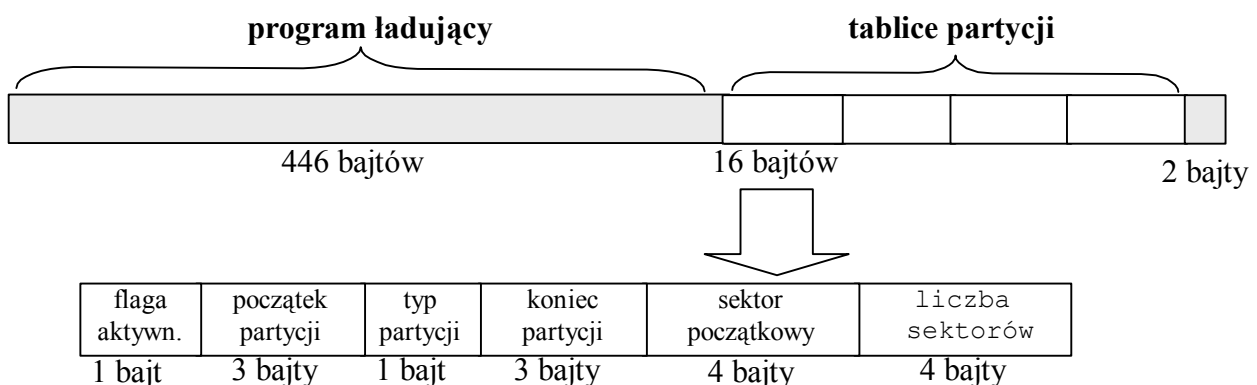 program ładujący
tablice partycji
446 bajtów
16 bajtów
2 bajty
flaga aktywn.
początek partycji
typ partycji
koniec partycji
sektor początkowy
liczba sektorów
1 bajt
3 bajty
1 bajt
3 bajty
4 bajty
4 bajty